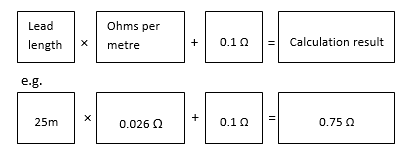 Lead length × Ohms per metre + 0.1 Ω = Calculation result
e.g.
25m × 0.026 Ω + 0.1 Ω = 0.75 Ω